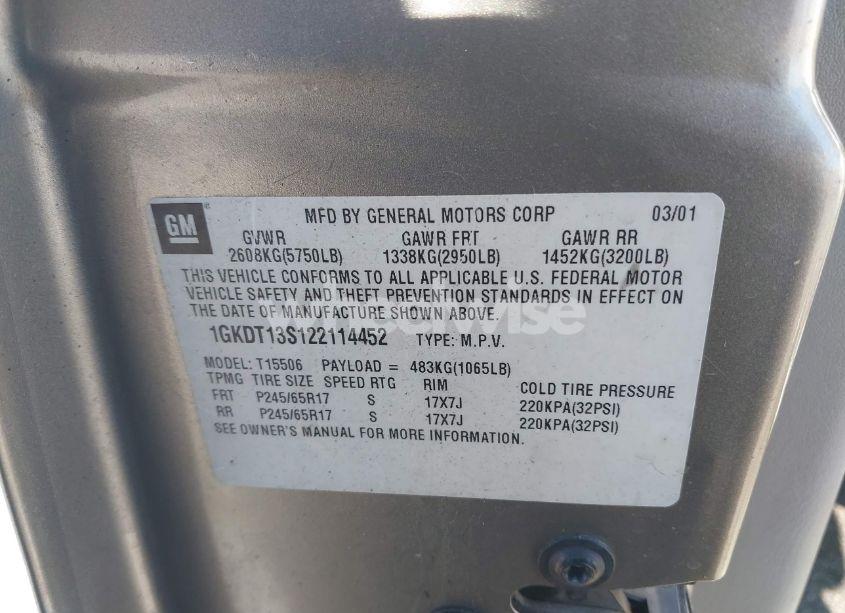 GM
MFD BY GENERAL MOTORS CORP 03/01
GVWR GAWR FRT GAWR RR
2608KG(5750LB) 1338KG(2950LB) 1452KG(3200LB)
THIS VEHICLE CONFORMS TO ALL APPLICABLE U.S. FEDERAL MOTOR
VEHICLE SAFETY AND THEFT PREVENTION STANDARDS IN EFFECT ON
THE DATE OF MANUFACTURE SHOWN ABOVE.
1GKDT13S122114452 TYPE: M.P.V.
MODEL: T15506 PAYLOAD = 483KG(1065LB)
TPMG TIRE SIZE SPEED RTG RIM COLD TIRE PRESSURE
FRT P245/65R17 S 17X7J 220KPA(32PSI)
RR P245/65R17 S 17X7J 220KPA(32PSI)
SEE OWNER'S MANUAL FOR MORE INFORMATION.